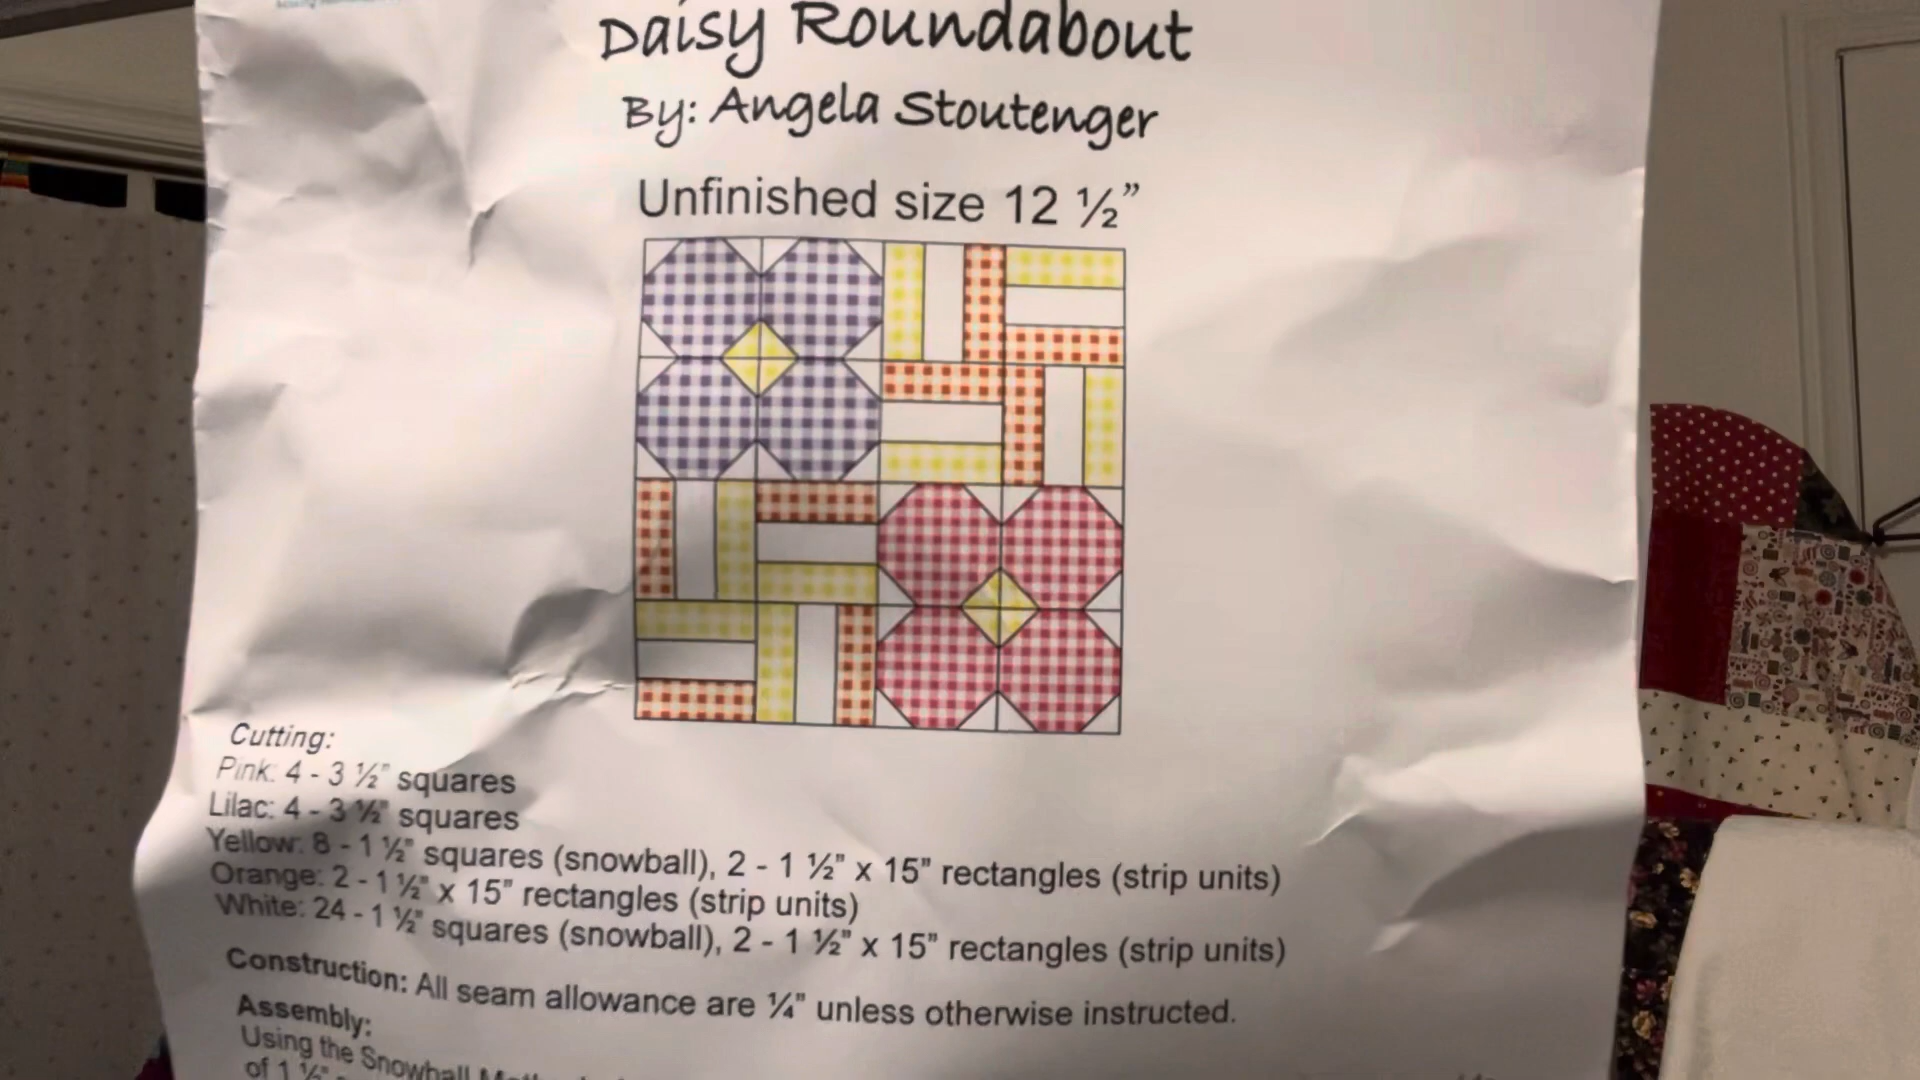 Daisy Roundabout
By: Angela Stoutenger
Unfinished size 12 ½”
Cutting:
Pink: 4 - 3 ½” squares
Lilac: 4 - 3 ½” squares
Yellow: 8 - 1 ½” squares (snowball), 2 - 1 ½” x 15” rectangles (strip units)
Orange: 2 - 1 ½” x 15” rectangles (strip units)
White: 24 - 1 ½” squares (snowball), 2 - 1 ½” x 15” rectangles (strip units)
Construction: All seam allowance are ¼” unless otherwise instructed.
Assembly:
Using the Snowball
of 1 ½”